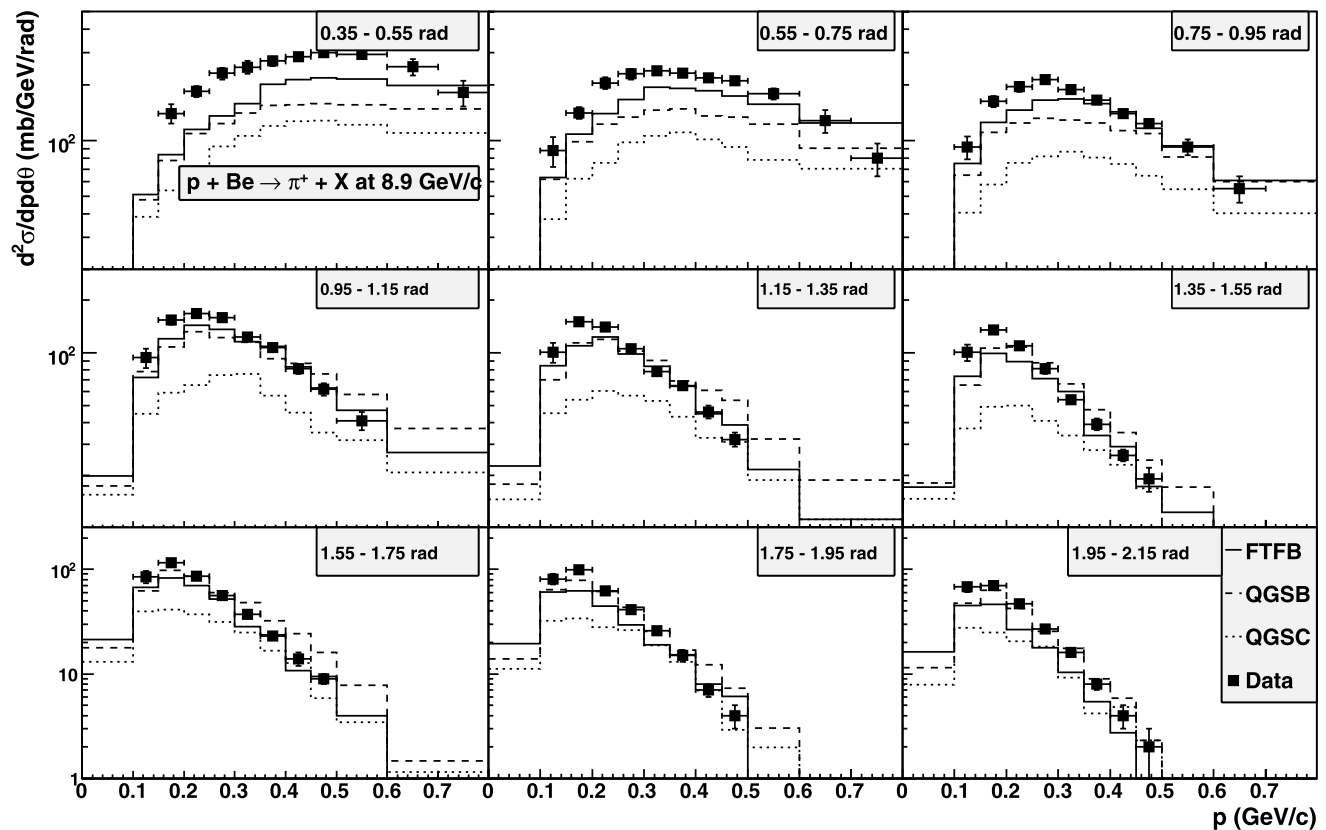 d²σ/dpdθ (mb/GeV/rad)
0.35 - 0.55 rad
0.55 - 0.75 rad
0.75 - 0.95 rad
10²
p + Be → π⁺ + X at 8.9 GeV/c
0.95 - 1.15 rad
1.15 - 1.35 rad
1.35 - 1.55 rad
10²
1.55 - 1.75 rad
1.75 - 1.95 rad
1.95 - 2.15 rad
FTFB
QGSB
QGSC
Data
10²
10
1
0 0.1 0.2 0.3 0.4 0.5 0.6 0.7 0 0.1 0.2 0.3 0.4 0.5 0.6 0.7 0 0.1 0.2 0.3 0.4 0.5 0.6 0.7
p (GeV/c)